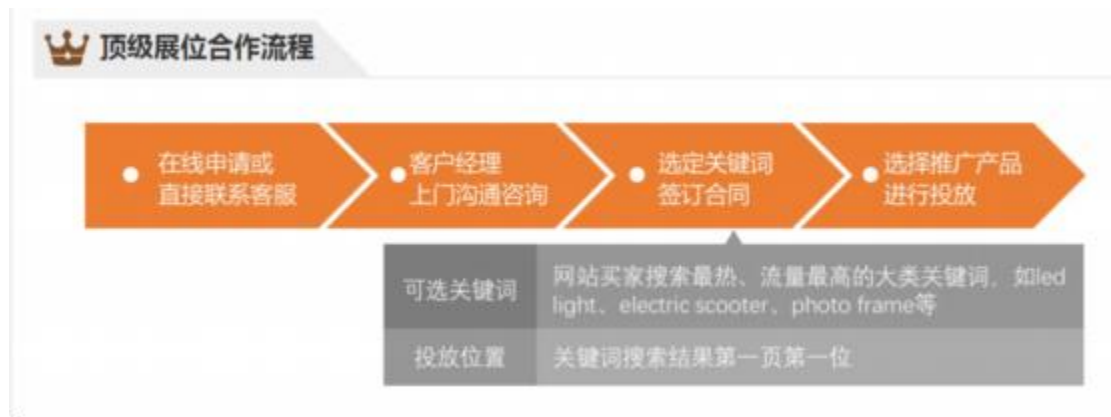 顶级展位合作流程
在线申请或
直接联系客服
客户经理
上门沟通咨询
选定关键词
签订合同
选择推广产品
进行投放
可选关键词
网站买家搜索最热、流量最高的大类关键词，如led
light、electric scooter、photo frame等
投放位置
关键词搜索结果第一页第一位